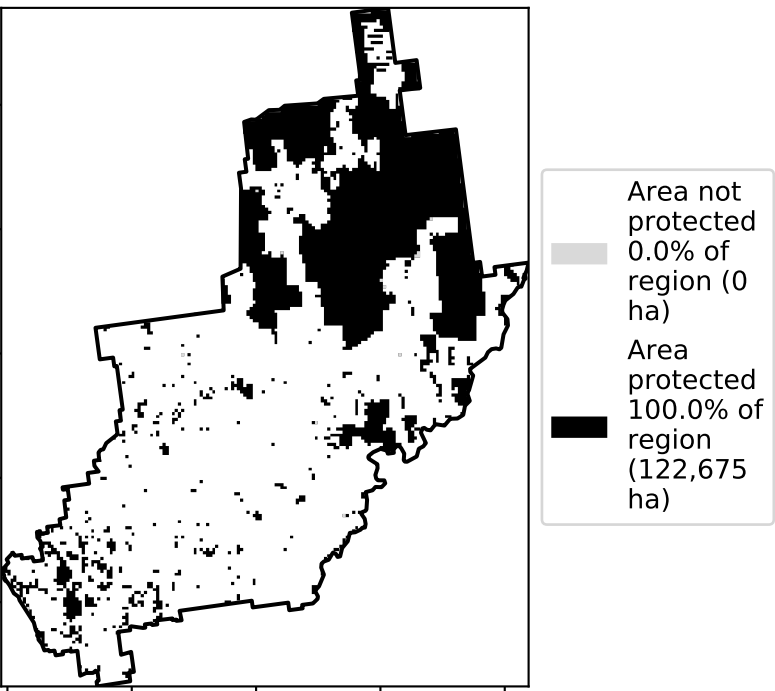 Area not
protected
0.0% of
region (0
ha)
Area
protected
100.0% of
region
(122,675
ha)